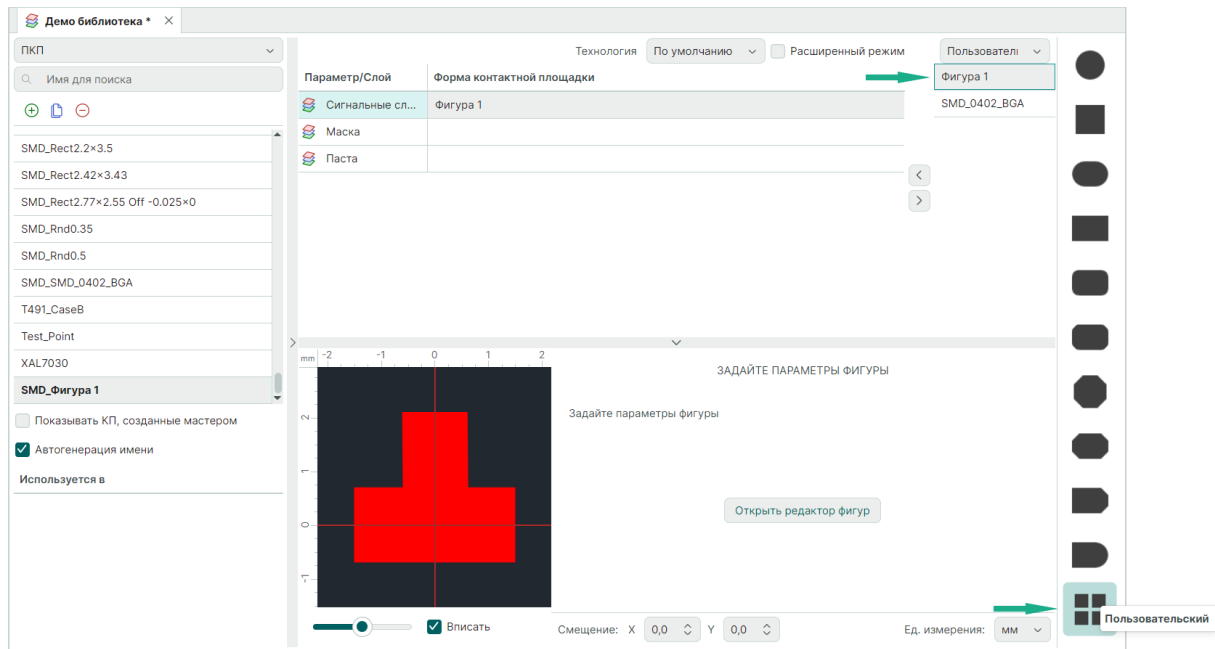 Демо библиотека *
ПКП
Имя для поиска
SMD_Rect2.2×3.5
SMD_Rect2.42×3.43
SMD_Rect2.77×2.55 Off -0.025×0
SMD_Rnd0.35
SMD_Rnd0.5
SMD_SMD_0402_BGA
T491_CaseB
Test_Point
XAL7030
SMD_Фигура 1
Показывать КП, созданные мастером
Автогенерация имени
Используется в
Технология По умолчанию Расширенный режим
Параметр/Слой Форма контактной площадки
Сигнальные сл... Фигура 1
Маска
Паста
Пользовател
Фигура 1
SMD_0402_BGA
mm -2 -1 0 1 2
2
1
0
-1
Вписать
ЗАДАЙТЕ ПАРАМЕТРЫ ФИГУРЫ
Задайте параметры фигуры
Открыть редактор фигур
Смещение: X 0,0 Y 0,0 Ед. измерения: мм
Пользовательский